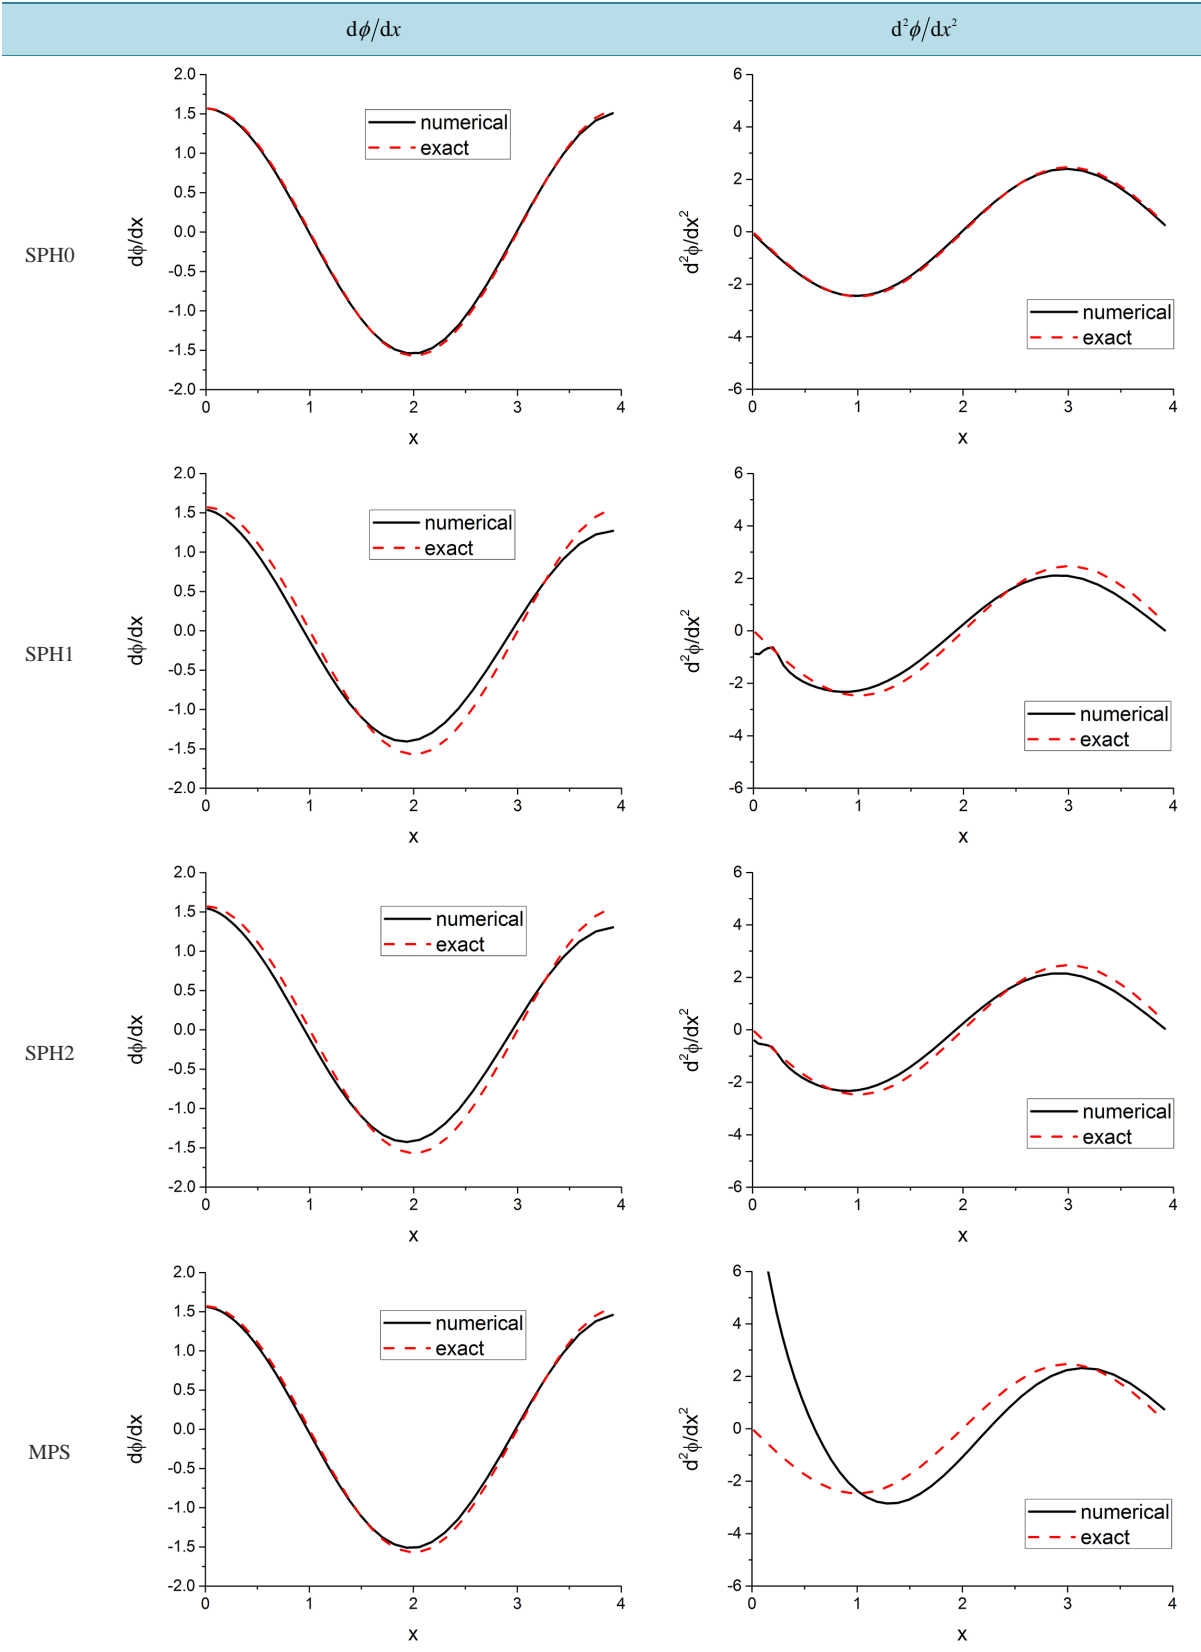 dϕ/dx d²ϕ/dx²
SPH0
2.0
1.5
1.0
0.5
0.0
-0.5
-1.0
-1.5
-2.0
dϕ/dx
numerical
exact
0 1 2 3 4
x
6
4
2
0
-2
-4
-6
d²ϕ/dx²
numerical
exact
0 1 2 3 4
x
SPH1
2.0
1.5
1.0
0.5
0.0
-0.5
-1.0
-1.5
-2.0
dϕ/dx
numerical
exact
0 1 2 3 4
x
6
4
2
0
-2
-4
-6
d²ϕ/dx²
numerical
exact
0 1 2 3 4
x
SPH2
2.0
1.5
1.0
0.5
0.0
-0.5
-1.0
-1.5
-2.0
dϕ/dx
numerical
exact
0 1 2 3 4
x
6
4
2
0
-2
-4
-6
d²ϕ/dx²
numerical
exact
0 1 2 3 4
x
MPS
2.0
1.5
1.0
0.5
0.0
-0.5
-1.0
-1.5
-2.0
dϕ/dx
numerical
exact
0 1 2 3 4
x
6
4
2
0
-2
-4
-6
d²ϕ/dx²
numerical
exact
0 1 2 3 4
x